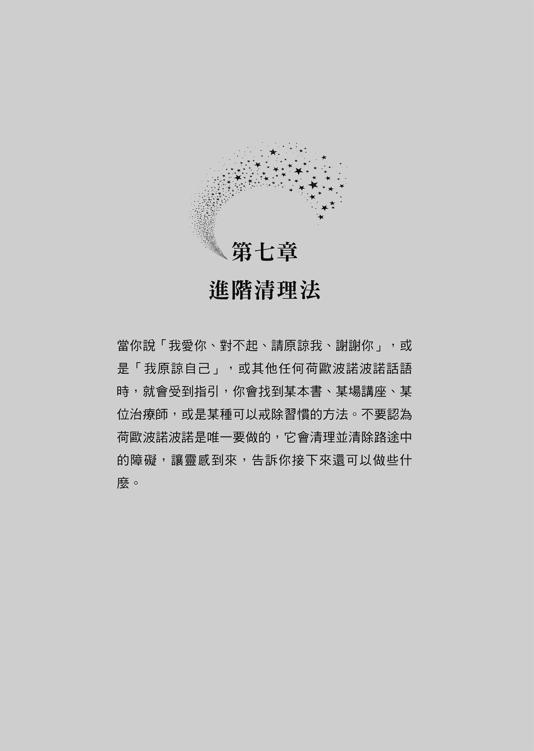 第七章
進階清理法
當你說「我愛你、對不起、請原諒我、謝謝你」，或
是「我原諒自己」，或其他任何荷歐波諾波諾話語
時，就會受到指引，你會找到某本書、某場講座、某
位治療師，或是某種可以戒除習慣的方法。不要認為
荷歐波諾波諾是唯一要做的，它會清理並清除路途中
的障礙，讓靈感到來，告訴你接下來還可以做些什
麼。